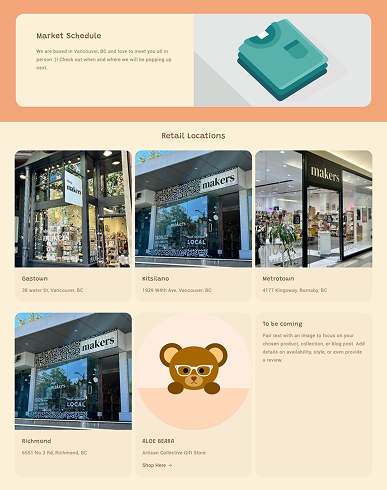 Market Schedule
We are based in Vancouver, BC and love to meet you all in
person :)! Check out when and where we will be popping up
next.
Retail Locations
the
makers
makers
LOCAL
makers
Gastown
38 water St, Vancouver, BC
Kitsilano
1929 W4th Ave, Vancouver, BC
Metrotown
4177 Kingsway, Burnaby, BC
makers
LOCAL
To be coming
Pair text with an image to focus on your
chosen product, collection, or blog post. Add
details on availability, style, or even provide
a review.
Richmond
6551 No.3 Rd, Richmond, BC
ALOE BEARA
Artisan Collective Gift Store
Shop Here →